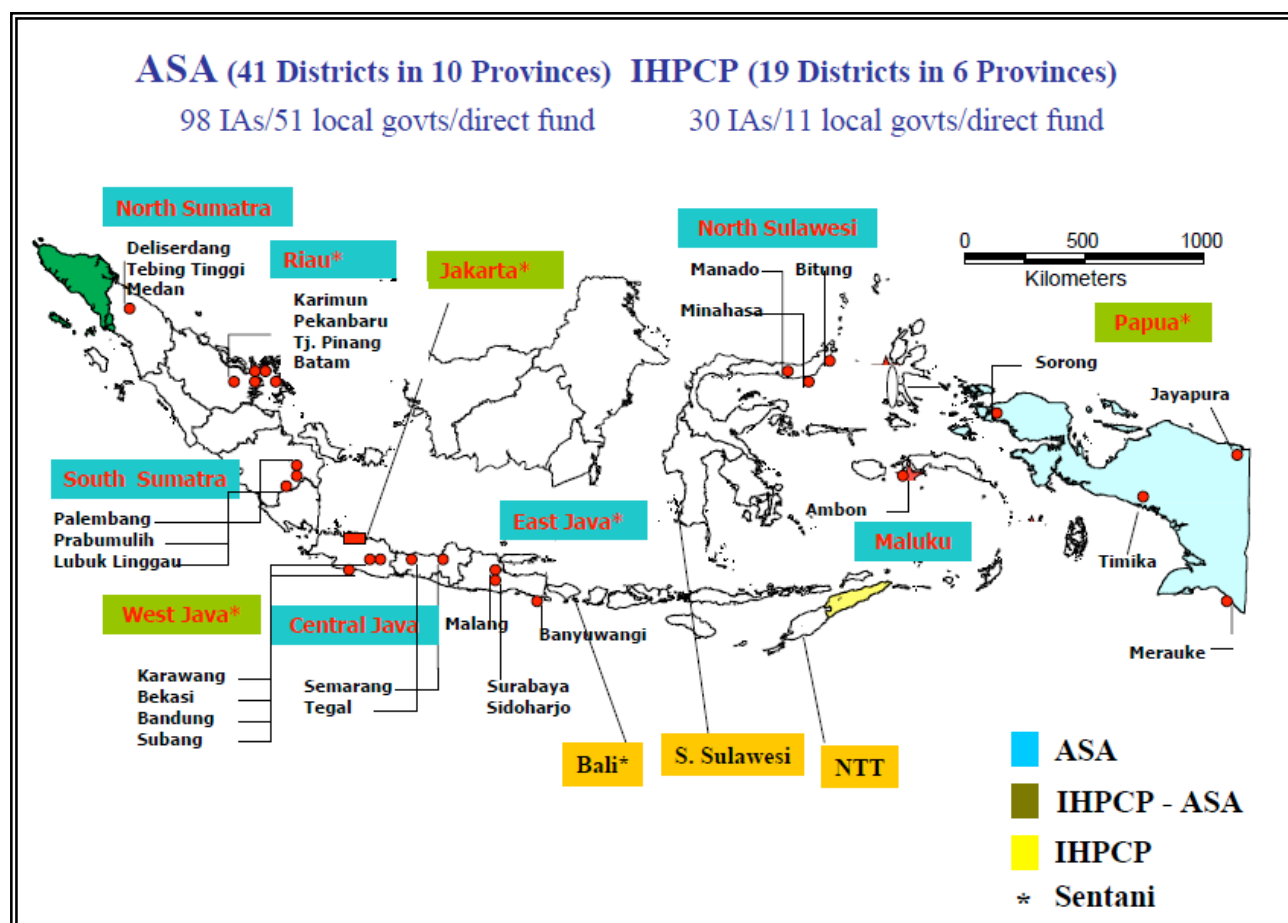 ASA (41 Districts in 10 Provinces) IHPCP (19 Districts in 6 Provinces)
98 IAs/51 local govts/direct fund 30 IAs/11 local govts/direct fund
North Sumatra
Deliserdang
Tebing Tinggi
Medan
Riau*
Karimun
Pekanbaru
Tj. Pinang
Batam
Jakarta*
North Sulawesi
Manado
Bitung
Minahasa
0 500 1000
Kilometers
Papua*
Sorong
Jayapura
South Sumatra
Palembang
Prabumulih
Lubuk Linggau
East Java*
Ambon
Maluku
Timika
West Java*
Central Java
Malang
Banyuwangi
Merauke
Karawang
Bekasi
Bandung
Subang
Semarang
Tegal
Surabaya
Sidoharjo
Bali*
S. Sulawesi
NTT
ASA
IHPCP - ASA
IHPCP
* Sentani